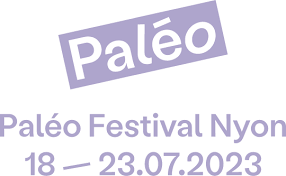 Paléo
Paléo Festival Nyon
18 — 23.07.2023